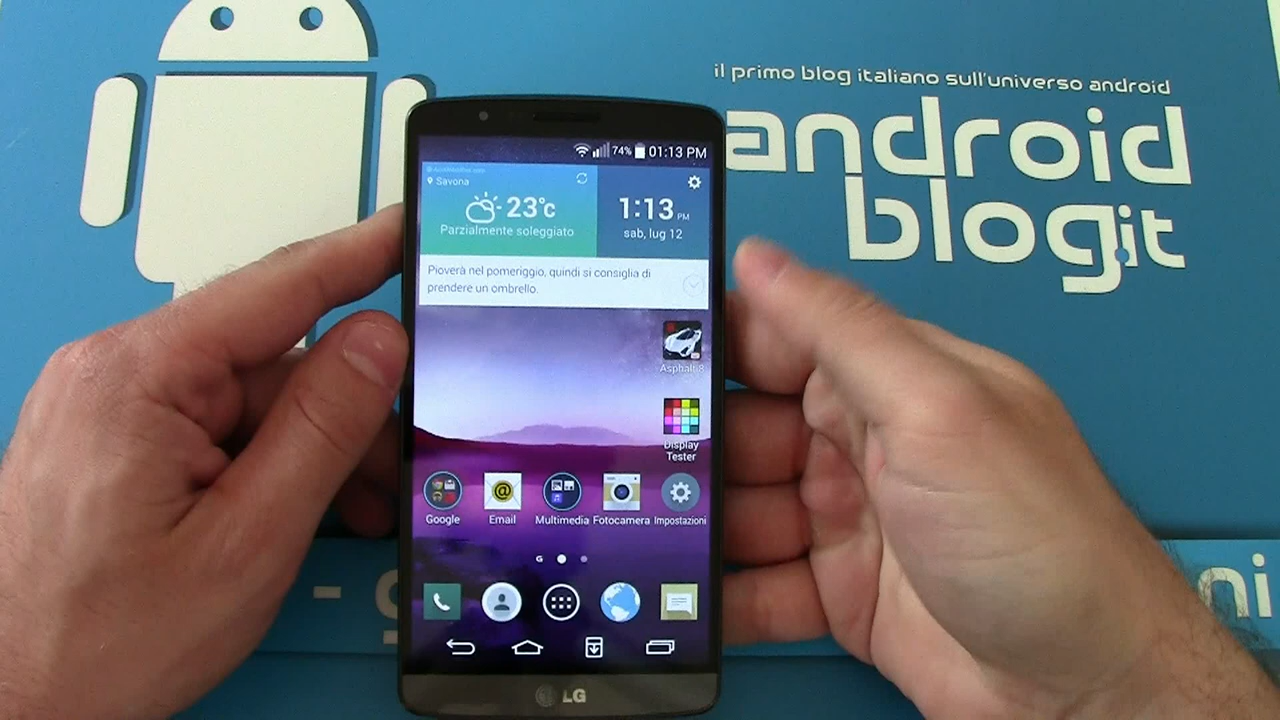 il primo blog italiano sull'universo android
android
blogit
74% 01:13 PM
Savona
23°c
Parzialmente soleggiato
1:13 PM
sab, lug 12
Pioverà nel pomeriggio, quindi si consiglia di
prendere un ombrello.
Asphalt 8
Display
Tester
Google Email Multimedia Fotocamera Impostazioni
G
LG